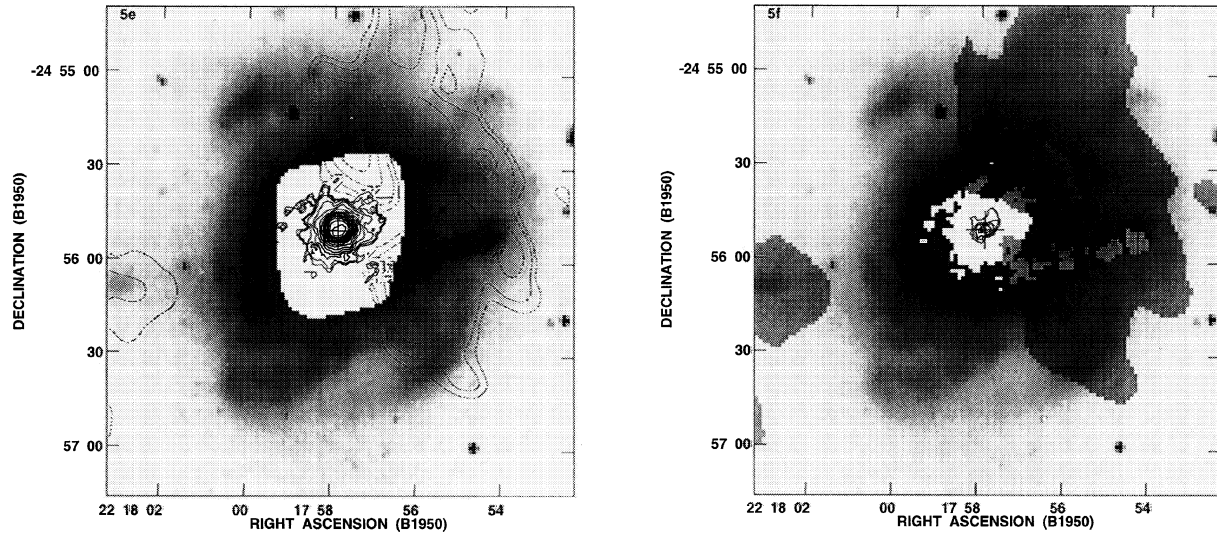 5e
-24 55 00
30
56 00
30
57 00
DECLINATION (B1950)
22 18 02 00 17 58 56 54
RIGHT ASCENSION (B1950)
5f
-24 55 00
30
56 00
30
57 00
DECLINATION (B1950)
22 18 02 00 17 58 56 54
RIGHT ASCENSION (B1950)